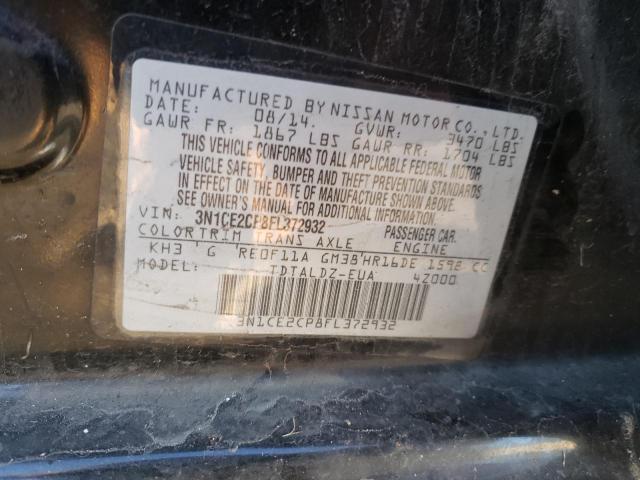 MANUFACTURED BY NISSAN MOTOR CO., LTD.
DATE: 08/14. GVWR: 3470 LBS
GAWR FR: 1867 LBS GAWR RR: 1704 LBS
THIS VEHICLE CONFORMS TO ALL APPLICABLE FEDERAL MOTOR
VEHICLE SAFETY, BUMPER AND THEFT PREVENTION STANDARDS
IN EFFECT ON THE DATE OF MANUFACTURE SHOWN ABOVE.
SEE OWNER'S MANUAL FOR ADDITIONAL INFORMATION.
VIN: 3N1CE2CP8FL372932 PASSENGER CAR.
COLOR TRIM TRANS AXLE ENGINE
KH3 ' G RE0F11A GM38'HR16DE 1598 CC
MODEL: TDTALDZ-EUA 4Z000
3N1CE2CP8FL372932